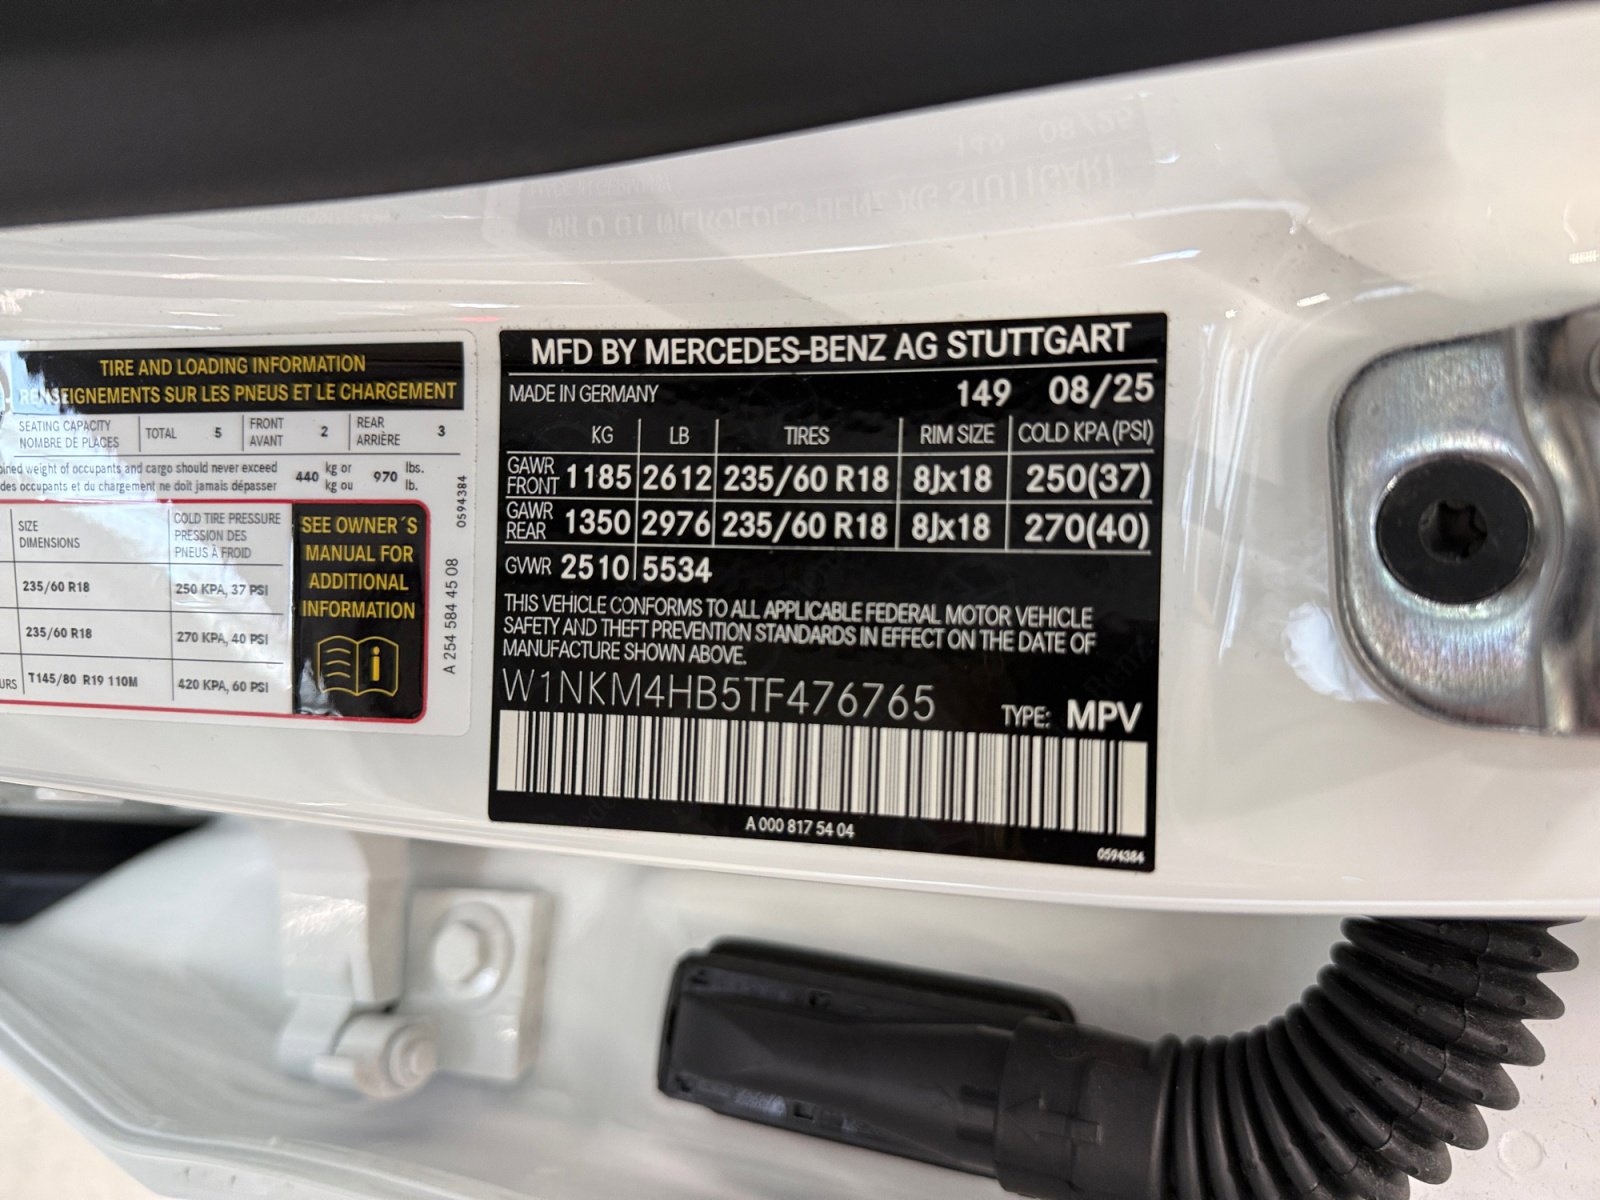 TIRE AND LOADING INFORMATION
RENSEIGNEMENTS SUR LES PNEUS ET LE CHARGEMENT
SEATING CAPACITY
NOMBRE DE PLACES
TOTAL 5
FRONT
AVANT
2
REAR
ARRIÈRE
3
weight of occupants and cargo should never exceed
des occupants et du chargement ne doit jamais dépasser
440 kg or
kg ou
970 lbs.
lb.
SIZE
DIMENSIONS
COLD TIRE PRESSURE
PRESSION DES
PNEUS À FROID
235/60 R18 250 KPA, 37 PSI
235/60 R18 270 KPA, 40 PSI
T145/80 R19 110M 420 KPA, 60 PSI
SEE OWNER´S
MANUAL FOR
ADDITIONAL
INFORMATION
i
A 254 584 45 08
0594384
MFD BY MERCEDES-BENZ AG STUTTGART
MADE IN GERMANY 149 08/25
KG LB TIRES RIM SIZE COLD KPA(PSI)
GAWR
FRONT 1185 2612 235/60 R18 8Jx18 250(37)
GAWR
REAR 1350 2976 235/60 R18 8Jx18 270(40)
GVWR 2510 5534
THIS VEHICLE CONFORMS TO ALL APPLICABLE FEDERAL MOTOR VEHICLE
SAFETY AND THEFT PREVENTION STANDARDS IN EFFECT ON THE DATE OF
MANUFACTURE SHOWN ABOVE.
W1NKM4HB5TF476765
TYPE: MPV
A 000 817 54 04
0594384